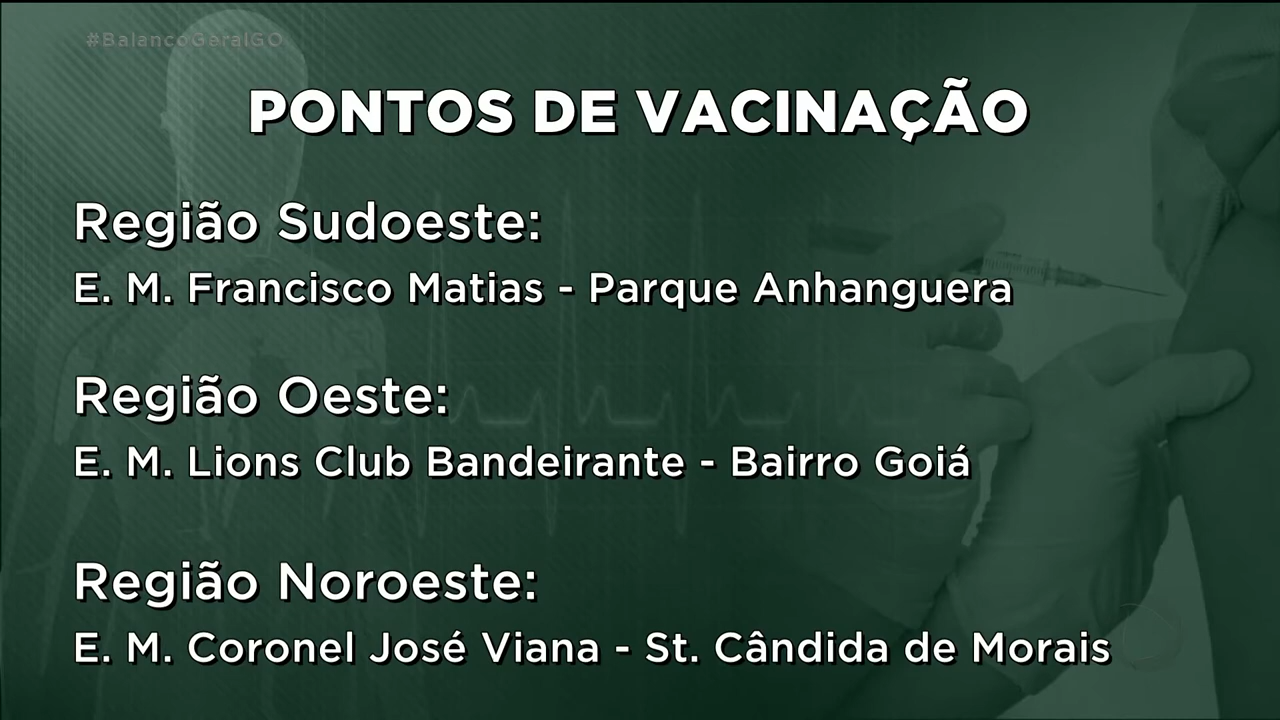 #BalancoGeralGO
PONTOS DE VACINAÇÃO
Região Sudoeste:
E. M. Francisco Matias - Parque Anhanguera
Região Oeste:
E. M. Lions Club Bandeirante - Bairro Goiá
Região Noroeste:
E. M. Coronel José Viana - St. Cândida de Morais